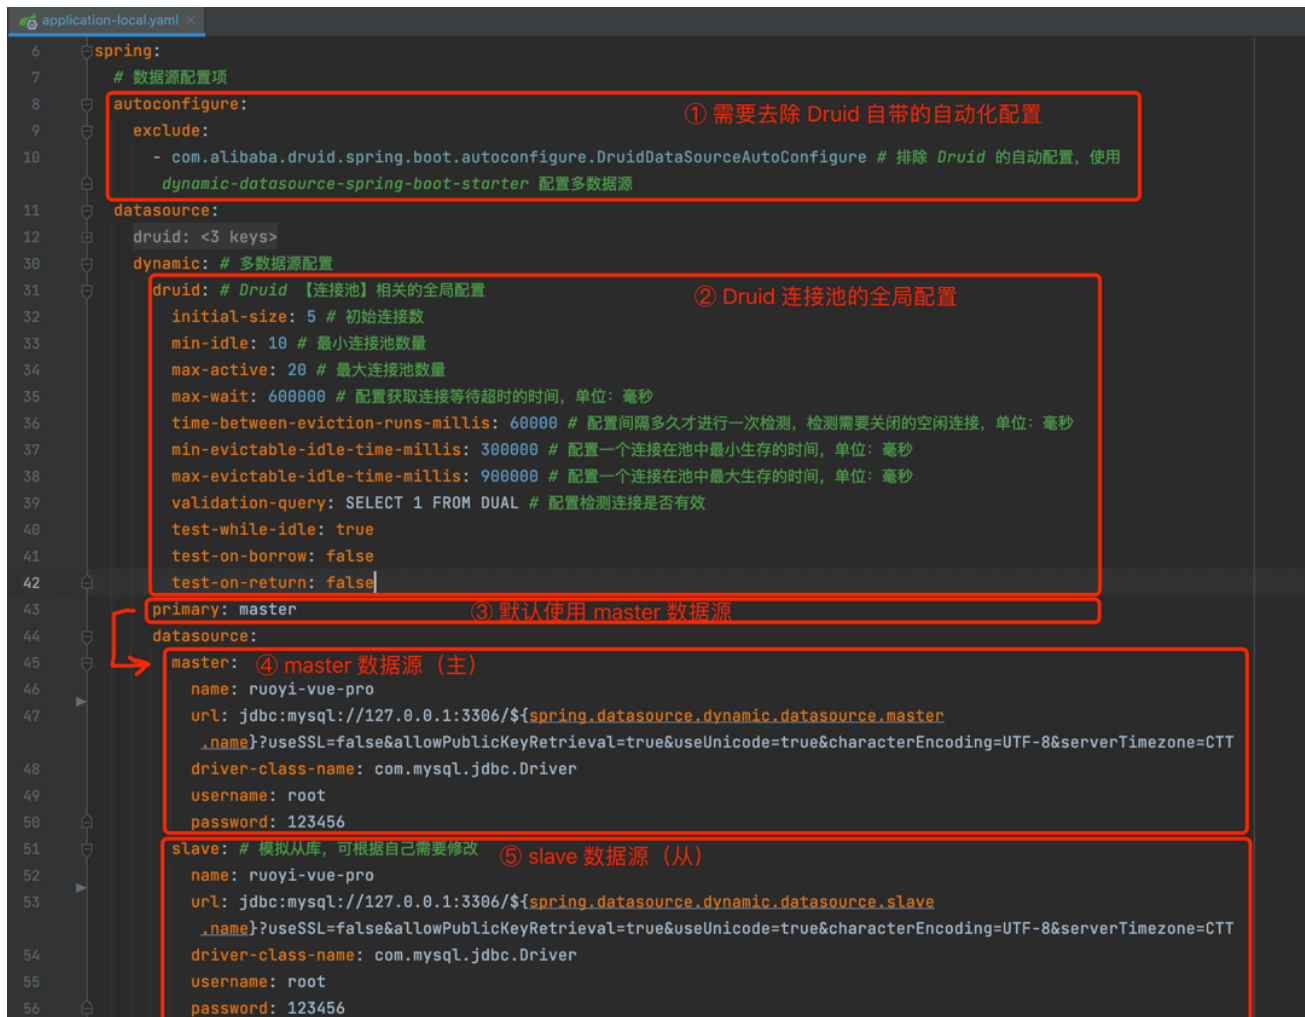 application-local.yaml ×
6 spring:
7 # 数据源配置项
8 autoconfigure:
① 需要去除 Druid 自带的自动化配置
9 exclude:
10 - com.alibaba.druid.spring.boot.autoconfigure.DruidDataSourceAutoConfigure # 排除 Druid 的自动配置，使用
dynamic-datasource-spring-boot-starter 配置多数据源
11 datasource:
12 druid: <3 keys>
30 dynamic: # 多数据源配置
31 druid: # Druid 【连接池】相关的全局配置
② Druid 连接池的全局配置
32 initial-size: 5 # 初始连接数
33 min-idle: 10 # 最小连接池数量
34 max-active: 20 # 最大连接池数量
35 max-wait: 600000 # 配置获取连接等待超时的时间，单位：毫秒
36 time-between-eviction-runs-millis: 60000 # 配置间隔多久才进行一次检测，检测需要关闭的空闲连接，单位：毫秒
37 min-evictable-idle-time-millis: 300000 # 配置一个连接在池中最小生存的时间，单位：毫秒
38 max-evictable-idle-time-millis: 900000 # 配置一个连接在池中最大生存的时间，单位：毫秒
39 validation-query: SELECT 1 FROM DUAL # 配置检测连接是否有效
40 test-while-idle: true
41 test-on-borrow: false
42 test-on-return: false
43 primary: master
③ 默认使用 master 数据源
44 datasource:
45 master:
④ master 数据源（主）
46 name: ruoyi-vue-pro
47 url: jdbc:mysql://127.0.0.1:3306/${spring.datasource.dynamic.datasource.master
.name}?useSSL=false&allowPublicKeyRetrieval=true&useUnicode=true&characterEncoding=UTF-8&serverTimezone=CTT
48 driver-class-name: com.mysql.jdbc.Driver
49 username: root
50 password: 123456
51 slave: # 模拟从库，可根据自己需要修改
⑤ slave 数据源（从）
52 name: ruoyi-vue-pro
53 url: jdbc:mysql://127.0.0.1:3306/${spring.datasource.dynamic.datasource.slave
.name}?useSSL=false&allowPublicKeyRetrieval=true&useUnicode=true&characterEncoding=UTF-8&serverTimezone=CTT
54 driver-class-name: com.mysql.jdbc.Driver
55 username: root
56 password: 123456